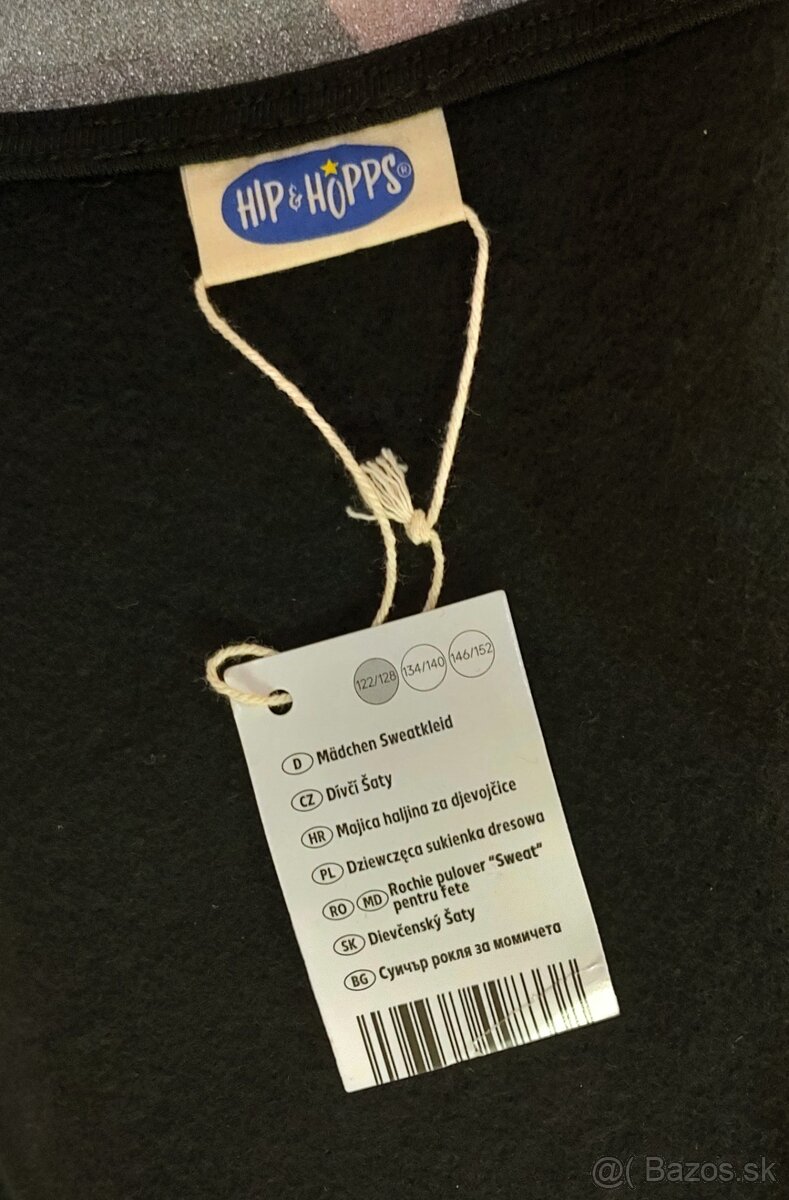 HIP & HOPPS®
122/128 134/140 146/152
D Mädchen Sweatkleid
CZ Dívčí Šaty
HR Majica haljina za djevojčice
PL Dziewczęca sukienka dresowa
RO MD Rochie pulover "Sweat"
pentru fete
SK Dievčenský Šaty
BG Суичър рокля за момичета
@( Bazos.sk